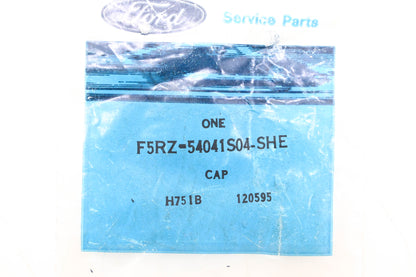 Ford
Service Parts
ONE
F5RZ-54041S04-SHE
CAP
H751B 120595